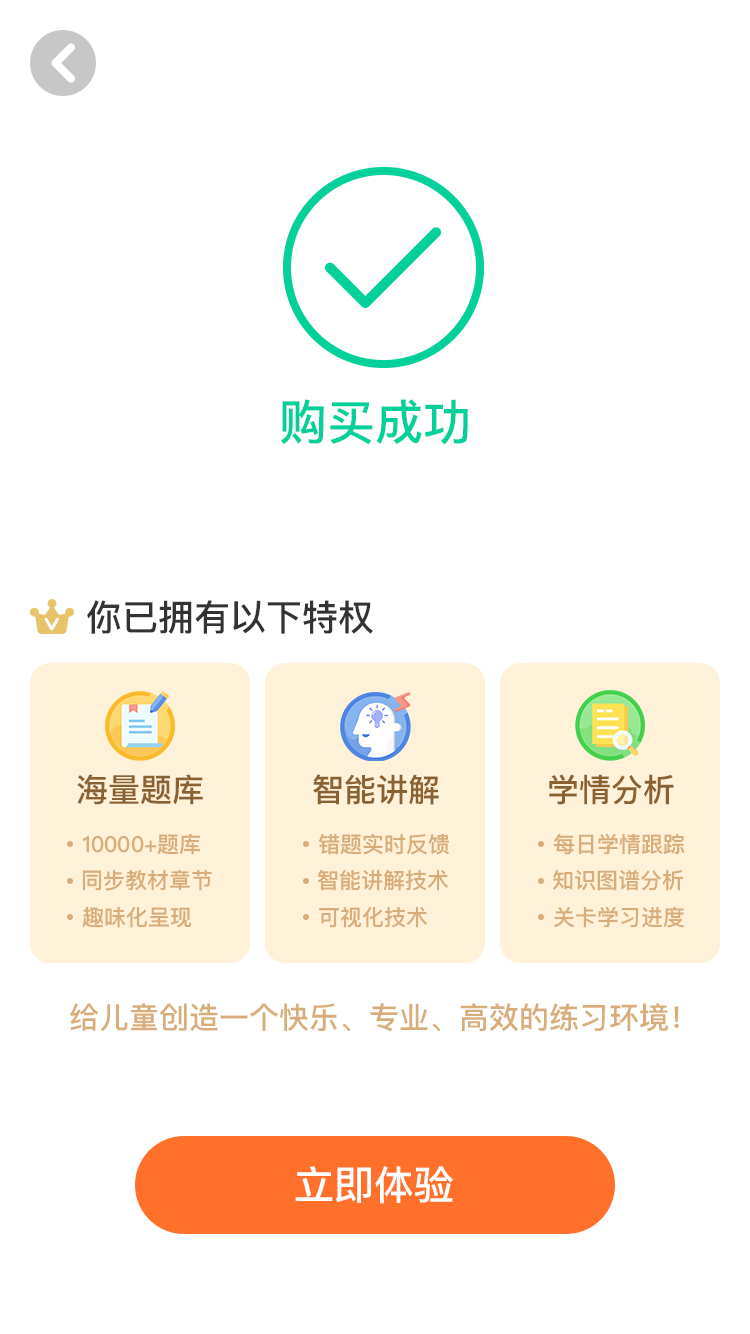 购买成功
你已拥有以下特权
海量题库
• 10000+题库
• 同步教材章节
• 趣味化呈现
智能讲解
• 错题实时反馈
• 智能讲解技术
• 可视化技术
学情分析
• 每日学情跟踪
• 知识图谱分析
• 关卡学习进度
给儿童创造一个快乐、专业、高效的练习环境！
立即体验